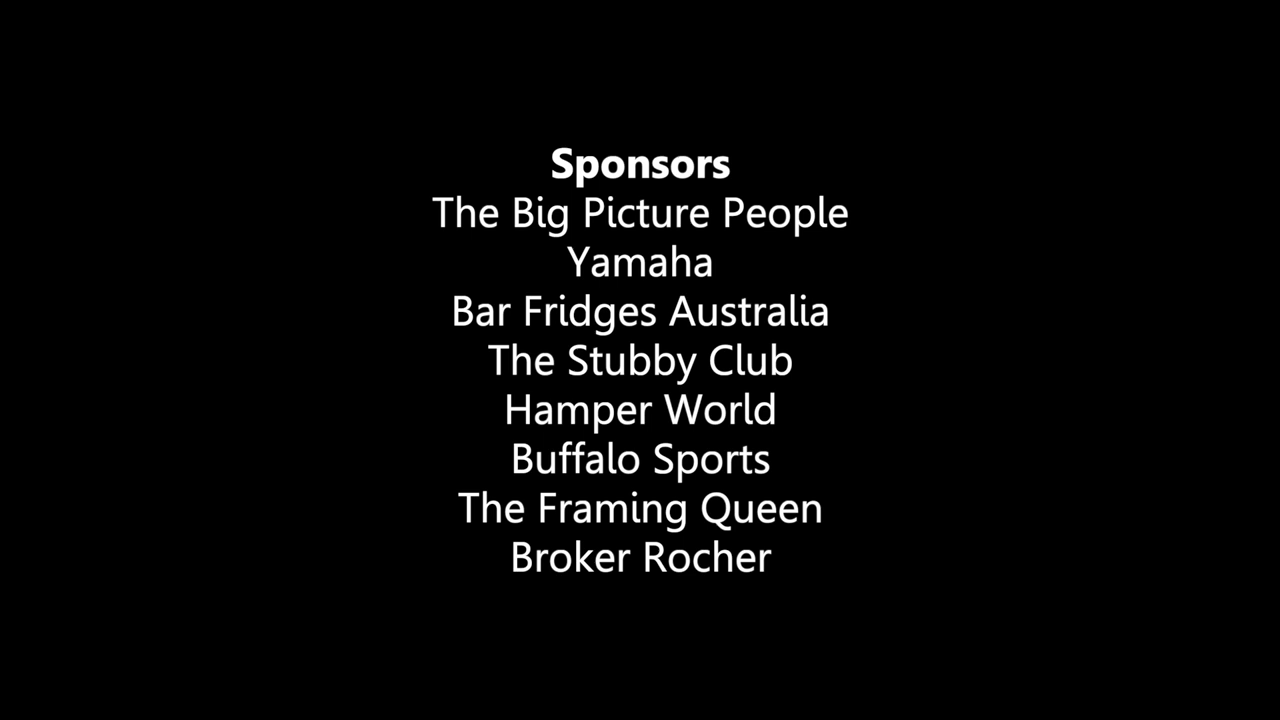 Sponsors
The Big Picture People
Yamaha
Bar Fridges Australia
The Stubby Club
Hamper World
Buffalo Sports
The Framing Queen
Broker Rocher